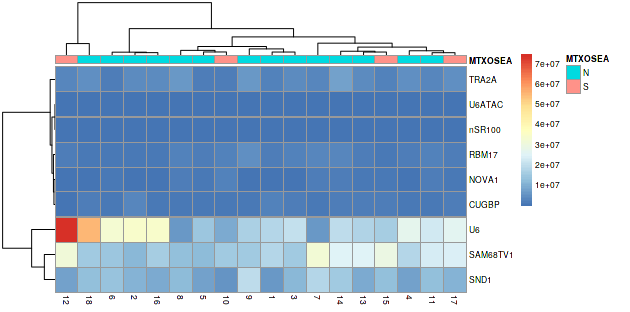 MTXOSEA
TRA2A
U6ATAC
nSR100
RBM17
NOVA1
CUGBP
U6
SAM68TV1
SND1
12 18 6 2 16 8 5 10 9 1 3 7 14 13 15 4 11 17
7e+07
6e+07
5e+07
4e+07
3e+07
2e+07
1e+07
MTXOSEA
N
S